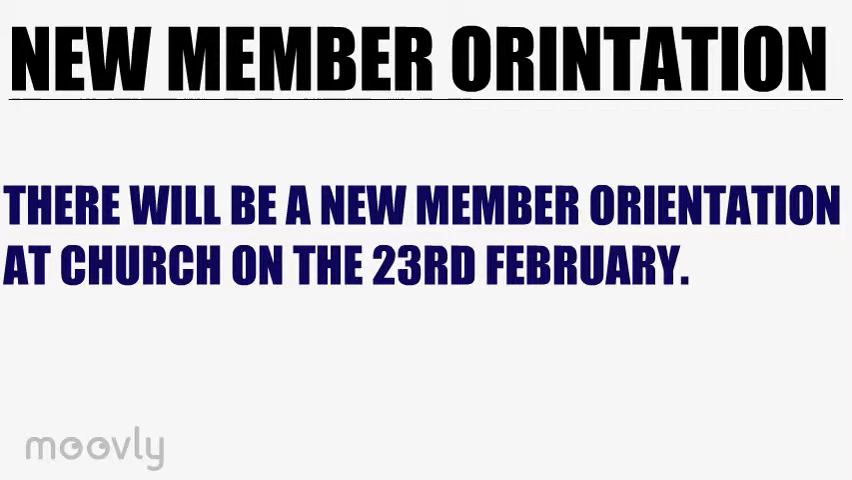 NEW MEMBER ORINTATION
THERE WILL BE A NEW MEMBER ORIENTATION
AT CHURCH ON THE 23RD FEBRUARY.
moovly